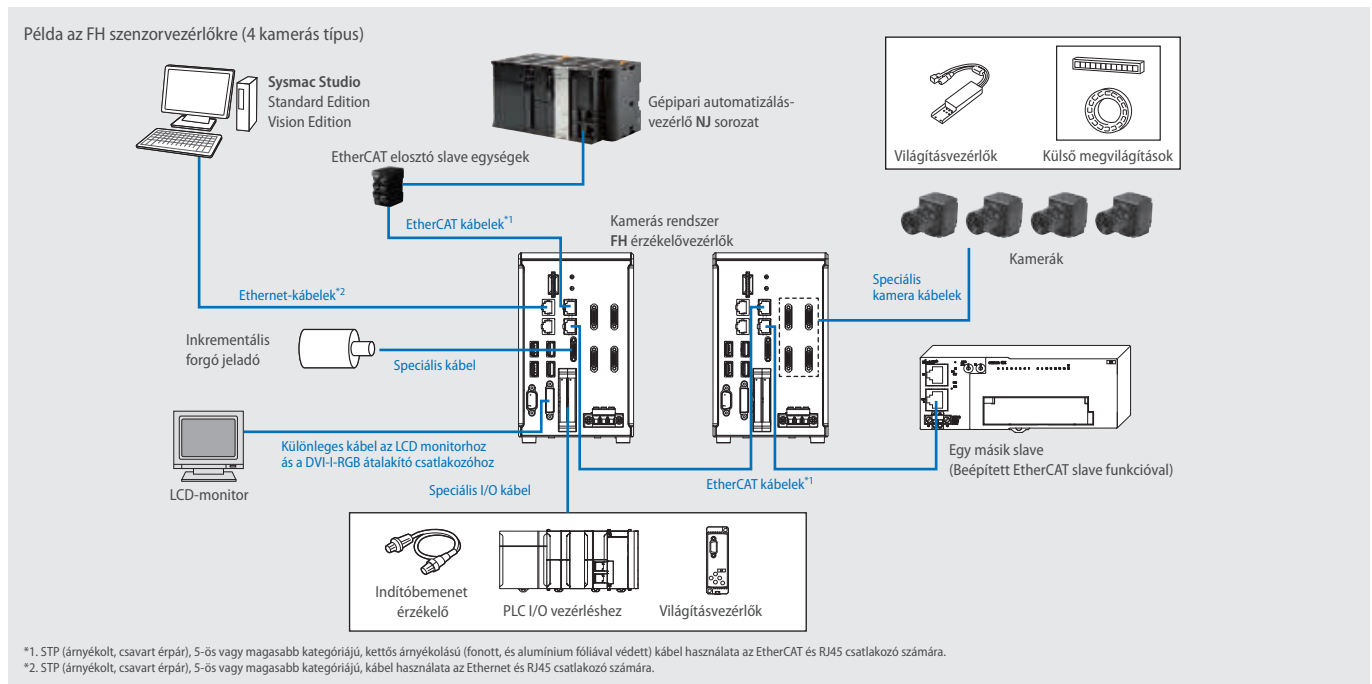 Példa az FH szenzorvezérlőkre (4 kamerás típus)
Sysmac Studio
Standard Edition
Vision Edition
Gépipari automatizálás-
vezérlő NJ sorozat
EtherCAT elosztó slave egységek
Világításvezérlők
Külső megvilágítások
EtherCAT kábelek*1
Kamerás rendszer
FH érzékelővezérlők
Kamerák
Speciális
kamera kábelek
Ethernet-kábelek*2
Inkrementális
forgó jeladó
Speciális kábel
Különleges kábel az LCD monitorhoz
ás a DVI-I-RGB átalakító csatlakozóhoz
LCD-monitor
Speciális I/O kábel
EtherCAT kábelek*1
Egy másik slave
(Beépített EtherCAT slave funkcióval)
Indítóbemenet
érzékelő
PLC I/O vezérléshez
Világításvezérlők
*1. STP (árnyékolt, csavart érpár), 5-ös vagy magasabb kategóriájú, kettős árnyékolású (fonott, és alumínium fóliával védett) kábel használata az EtherCAT és RJ45 csatlakozó számára.
*2. STP (árnyékolt, csavart érpár), 5-ös vagy magasabb kategóriájú, kábel használata az Ethernet és RJ45 csatlakozó számára.